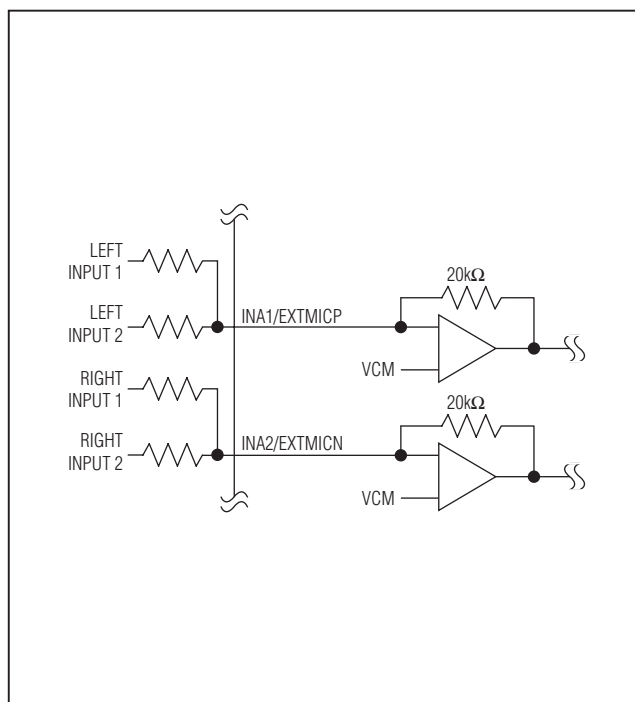 LEFT
INPUT 1
LEFT
INPUT 2
INA1/EXTMICP
20kΩ
VCM
RIGHT
INPUT 1
RIGHT
INPUT 2
INA2/EXTMICN
20kΩ
VCM